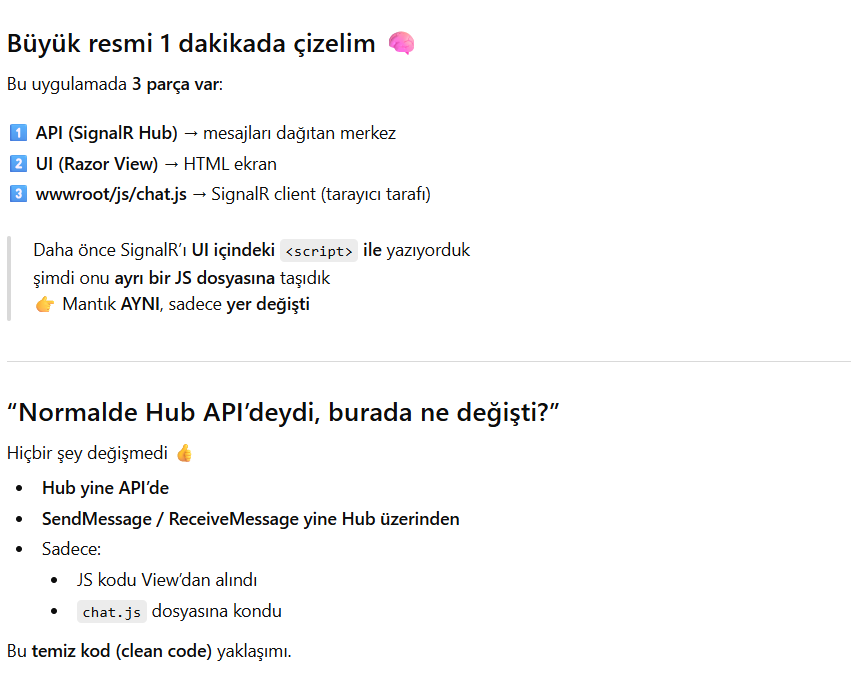 Büyük resmi 1 dakikada çizelim 🧠
Bu uygulamada 3 parça var:
1️⃣ API (SignalR Hub) → mesajları dağıtan merkez
2️⃣ UI (Razor View) → HTML ekran
3️⃣ wwwroot/js/chat.js → SignalR client (tarayıcı tarafı)
Daha önce SignalR’ı UI içindeki <script> ile yazıyorduk
şimdi onu ayrı bir JS dosyasına taşıdık
👉 Mantık AYNI, sadece yer değişti
“Normalde Hub API’deydi, burada ne değişti?”
Hiçbir şey değişmedi 👍
• Hub yine API’de
• SendMessage / ReceiveMessage yine Hub üzerinden
• Sadece:
• JS kodu View’dan alındı
• chat.js dosyasına kondu
Bu temiz kod (clean code) yaklaşımı.